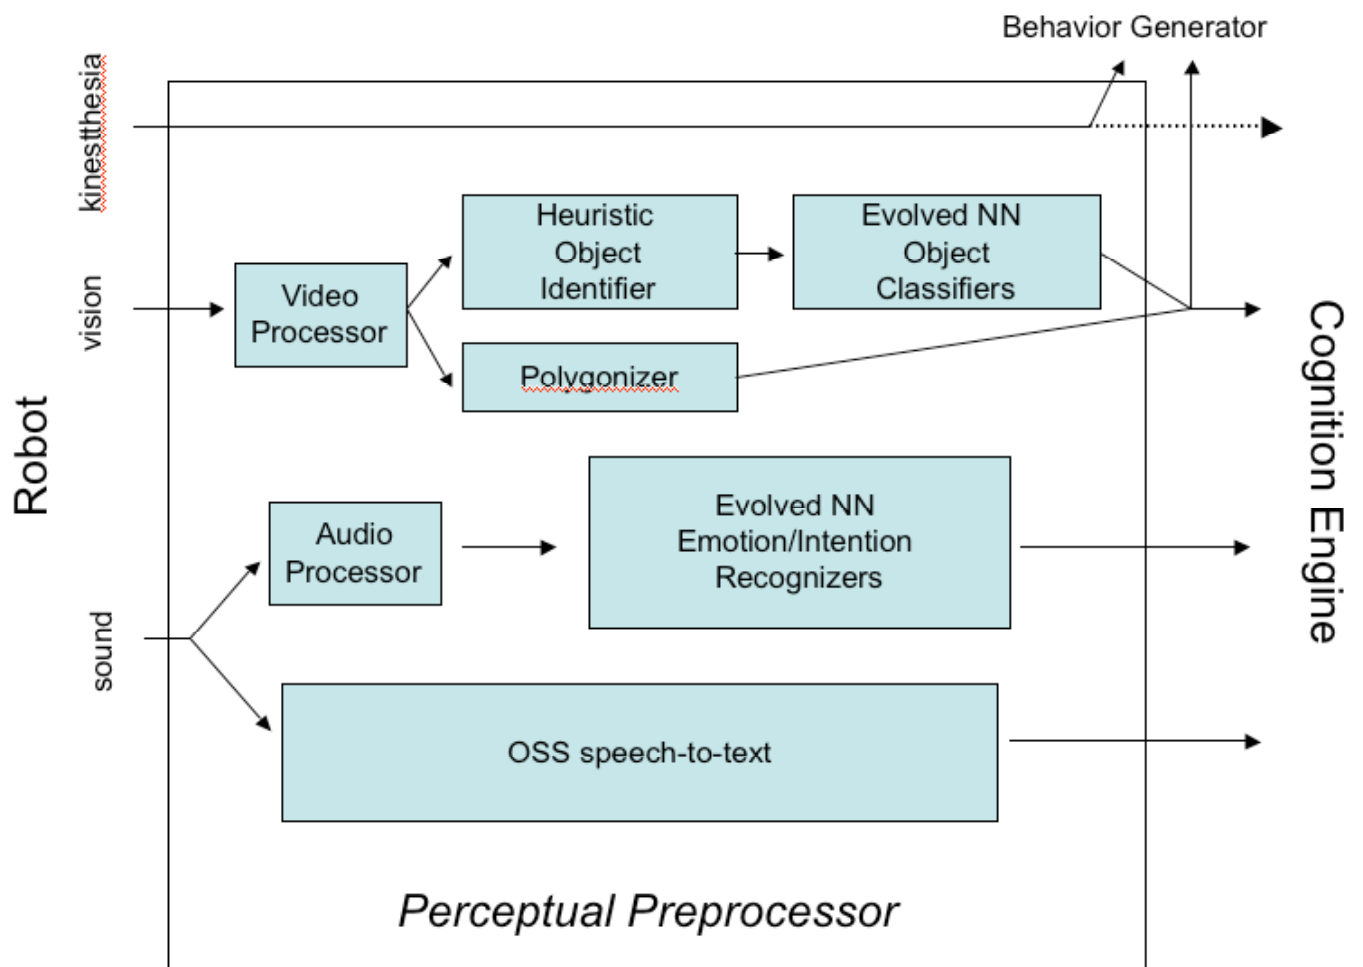 Behavior Generator
kinestthesia
Heuristic
Object
Identifier
Evolved NN
Object
Classifiers
Video
Processor
vision
Polygonizer
Robot
Cognition Engine
Audio
Processor
Evolved NN
Emotion/Intention
Recognizers
sound
OSS speech-to-text
Perceptual Preprocessor